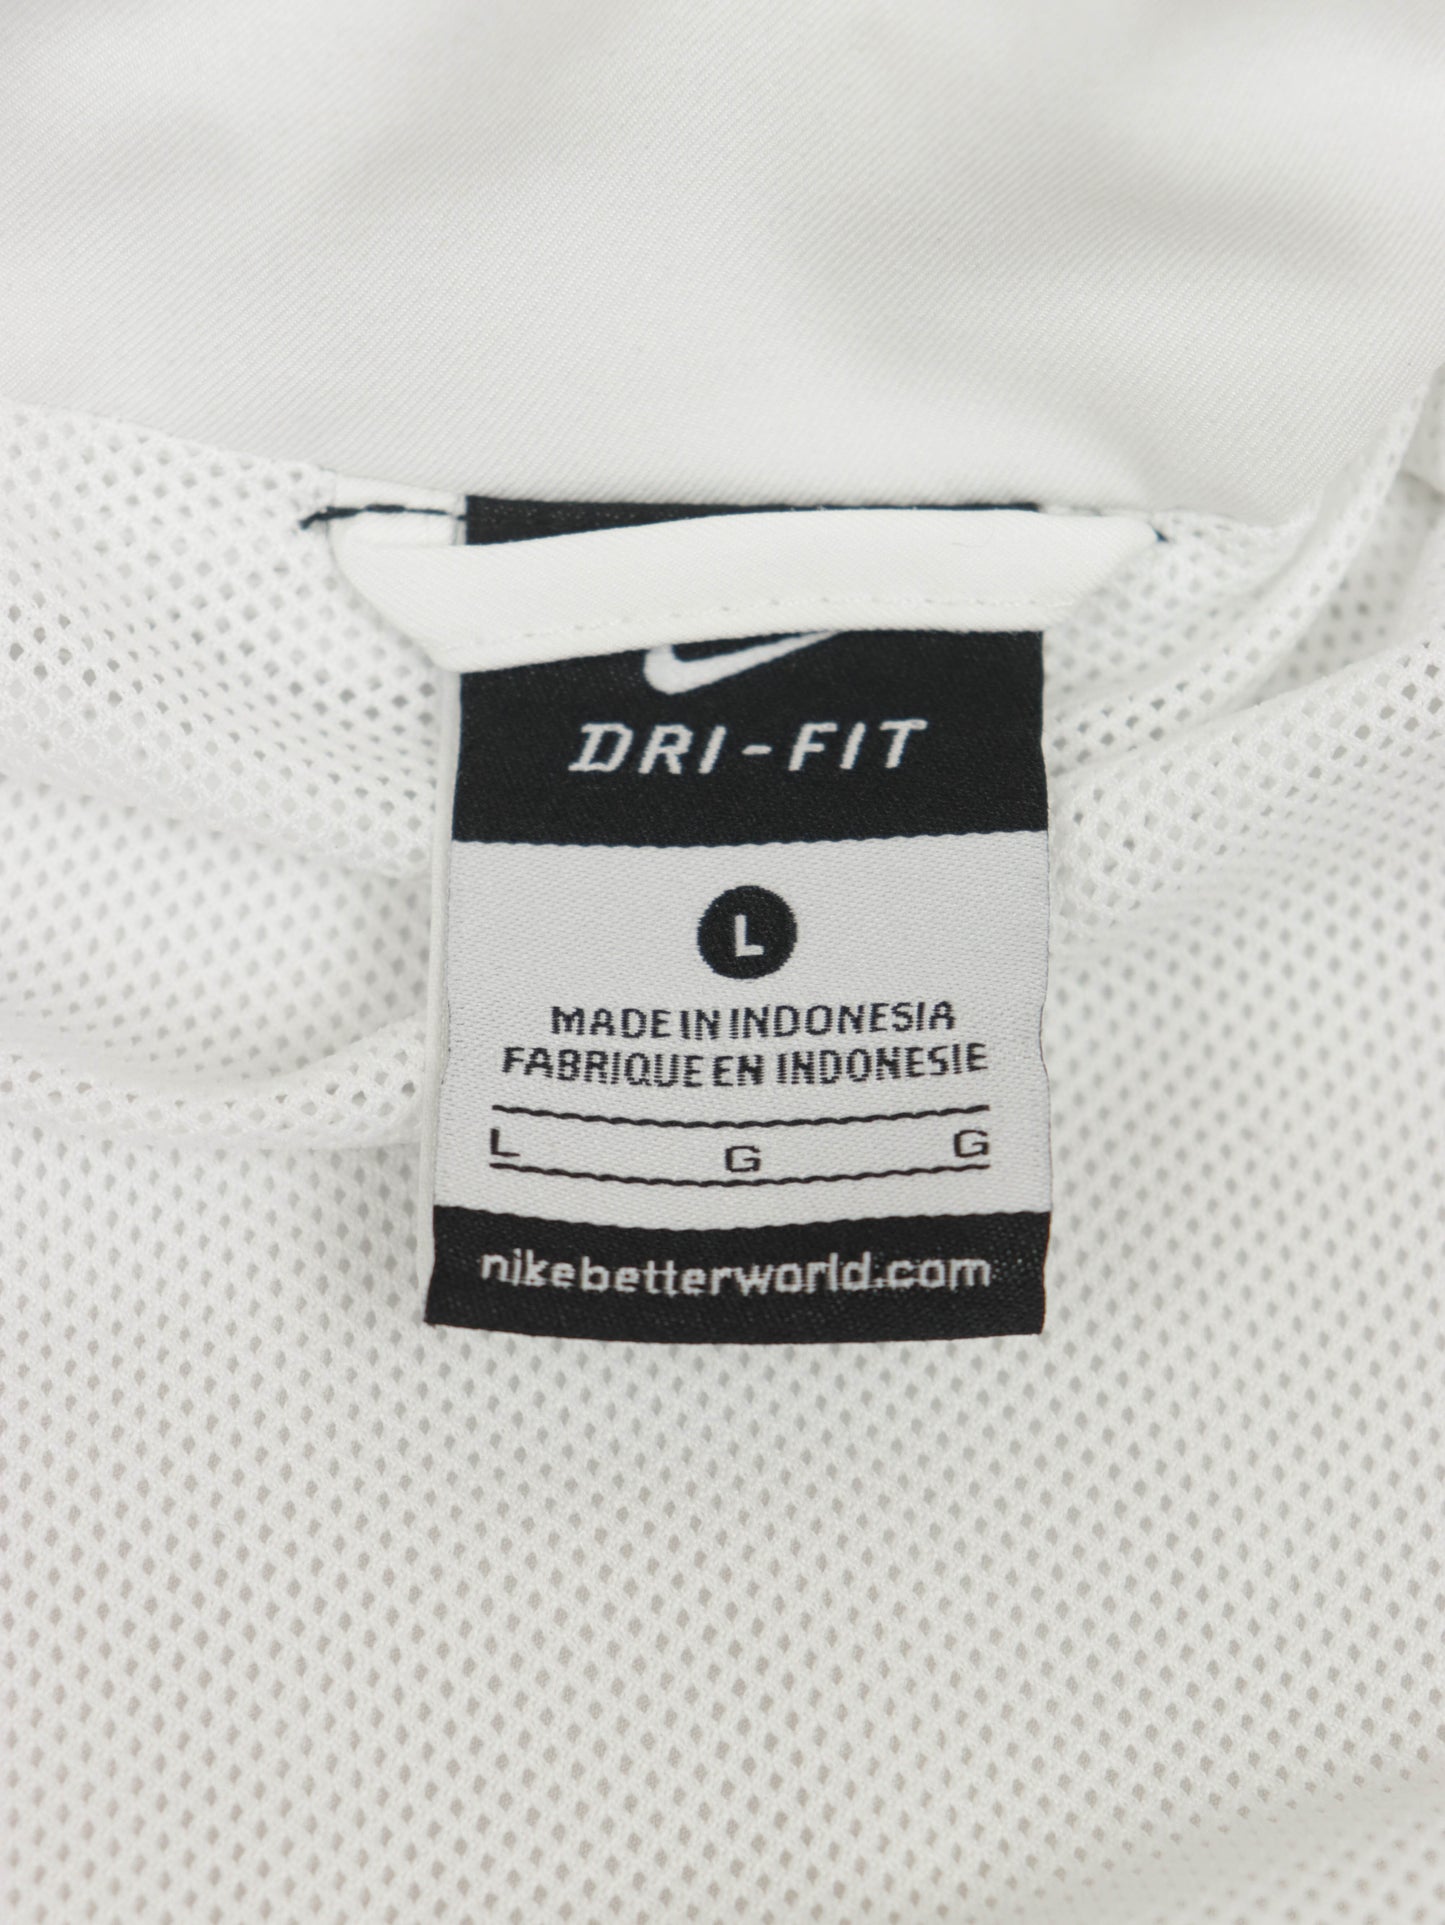 DRI-FIT
L
MADE IN INDONESIA
FABRIQUE EN INDONESIE
L G G
nikebetterworld.com